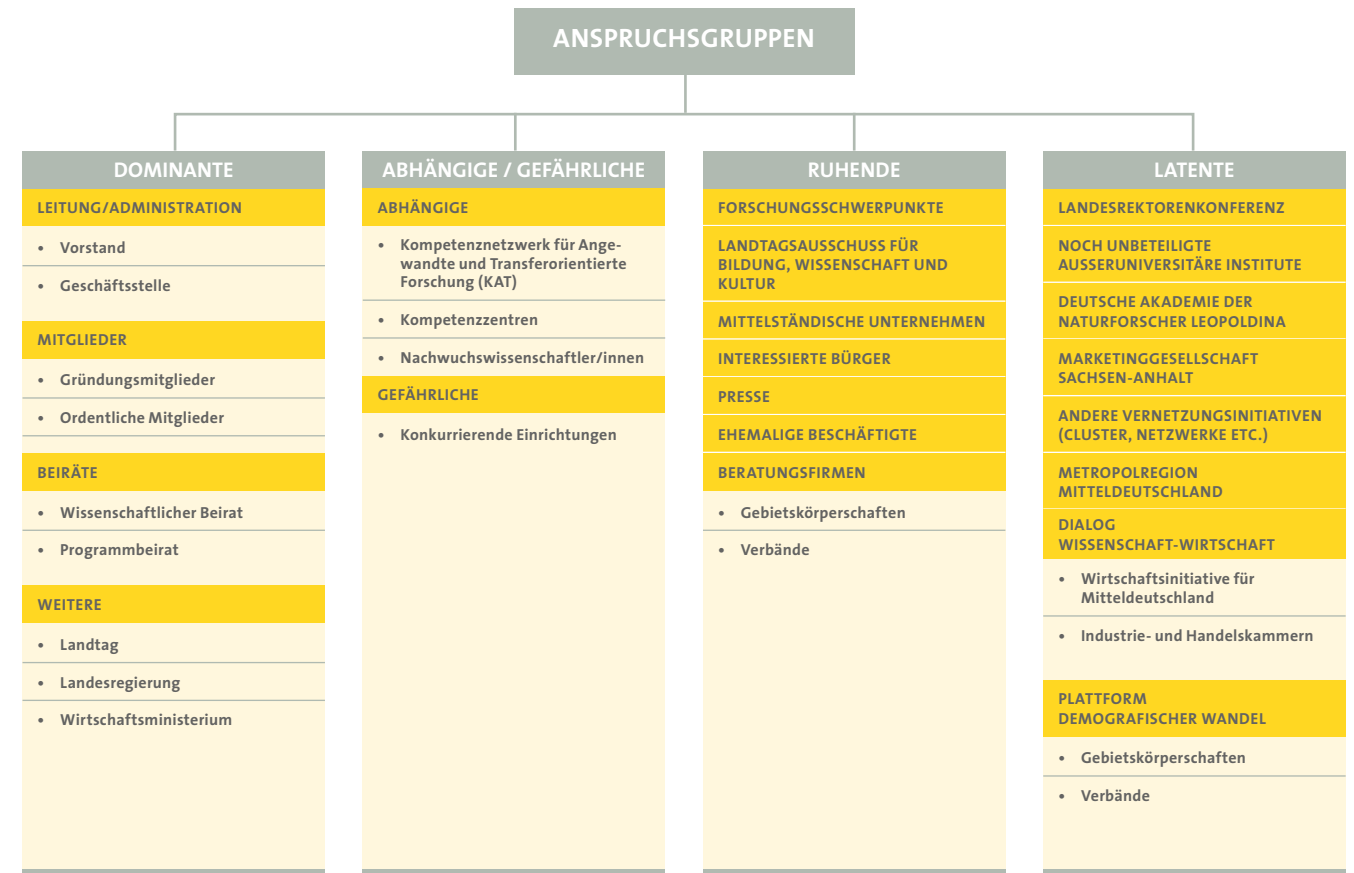 ANSPRUCHSGRUPPEN
DOMINANTE
LEITUNG/ADMINISTRATION
• Vorstand
• Geschäftsstelle
MITGLIEDER
• Gründungsmitglieder
• Ordentliche Mitglieder
BEIRÄTE
• Wissenschaftlicher Beirat
• Programmbeirat
WEITERE
• Landtag
• Landesregierung
• Wirtschaftsministerium
ABHÄNGIGE / GEFÄHRLICHE
ABHÄNGIGE
• Kompetenznetzwerk für Ange-
wandte und Transferorientierte
Forschung (KAT)
• Kompetenzzentren
• Nachwuchswissenschaftler/innen
GEFÄHRLICHE
• Konkurrierende Einrichtungen
RUHENDE
FORSCHUNGSSCHWERPUNKTE
LANDTAGSAUSSCHUSS FÜR
BILDUNG, WISSENSCHAFT UND
KULTUR
MITTELSTÄNDISCHE UNTERNEHMEN
INTERESSIERTE BÜRGER
PRESSE
EHEMALIGE BESCHÄFTIGTE
BERATUNGSFIRMEN
• Gebietskörperschaften
• Verbände
LATENTE
LANDESREKTORENKONFERENZ
NOCH UNBETEILIGTE
AUSSERUNIVERSITÄRE INSTITUTE
DEUTSCHE AKADEMIE DER
NATURFORSCHER LEOPOLDINA
MARKETINGGESELLSCHAFT
SACHSEN-ANHALT
ANDERE VERNETZUNGSINITIATIVEN
(CLUSTER, NETZWERKE ETC.)
METROPOLREGION
MITTELDEUTSCHLAND
DIALOG
WISSENSCHAFT-WIRTSCHAFT
• Wirtschaftsinitiative für
Mitteldeutschland
• Industrie- und Handelskammern
PLATTFORM
DEMOGRAFISCHER WANDEL
• Gebietskörperschaften
• Verbände